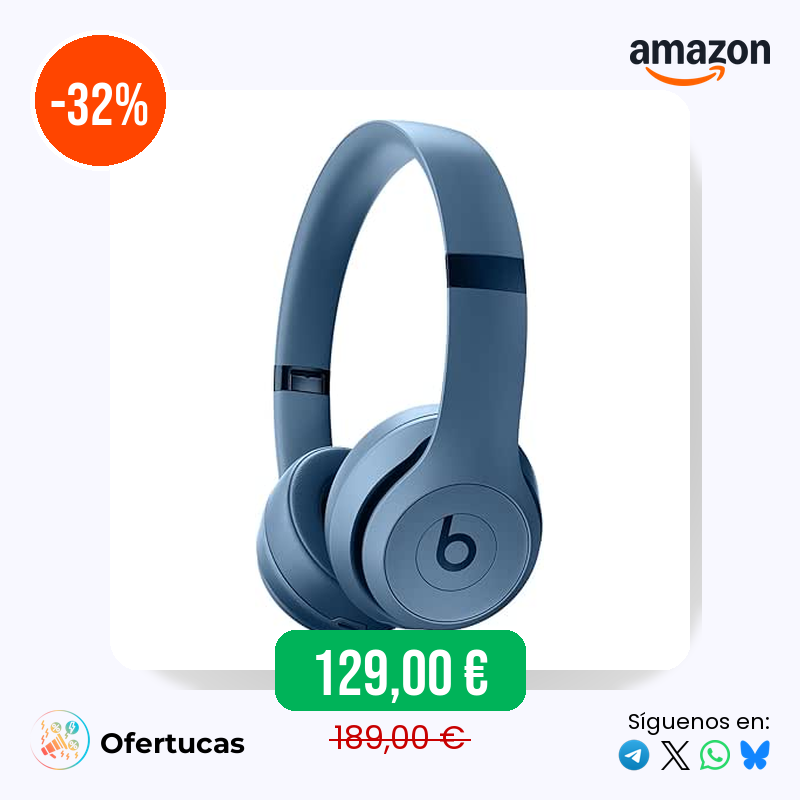 -32%
amazon
b
129,00 €
189,00 €
Ofertucas
Síguenos en: